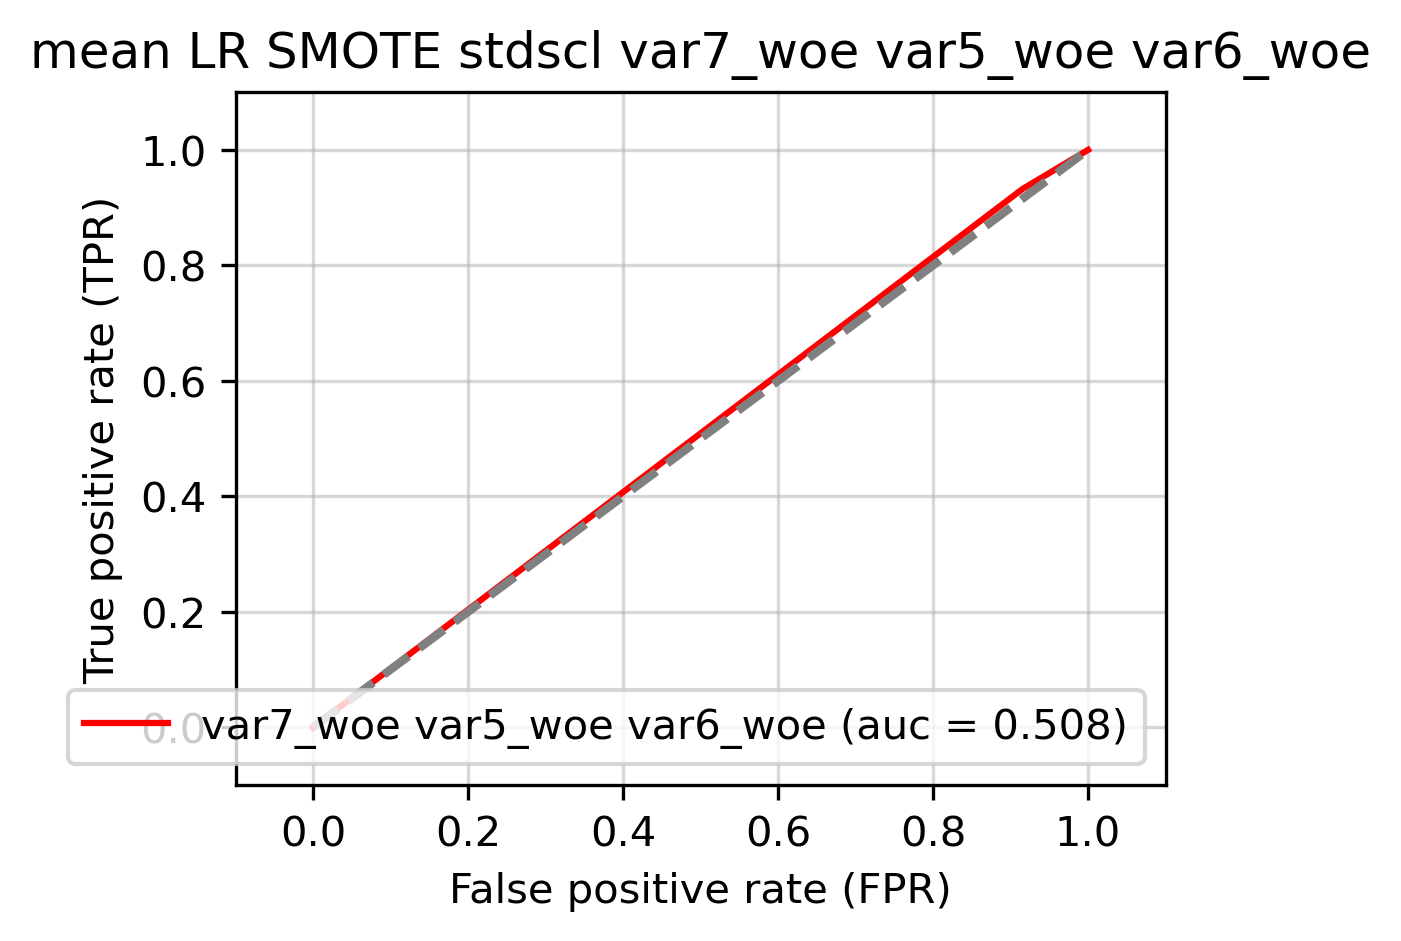 mean LR SMOTE stdscl var7_woe var5_woe var6_woe
True positive rate (TPR)
1.0
0.8
0.6
0.4
0.2
0.0
var7_woe var5_woe var6_woe (auc = 0.508)
0.0 0.2 0.4 0.6 0.8 1.0
False positive rate (FPR)